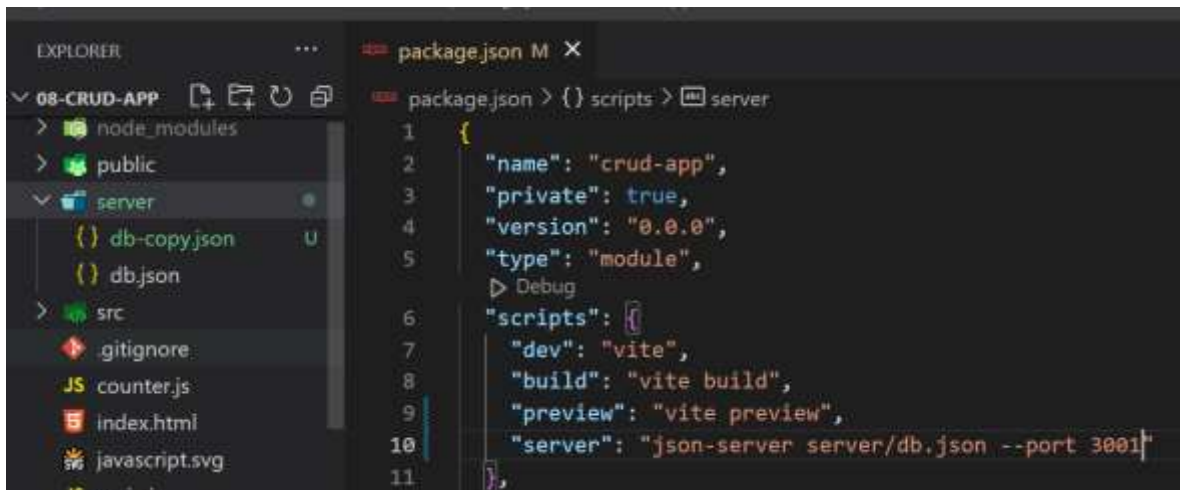 EXPLORER
08-CRUD-APP
node_modules
public
server
{} db-copy.json U
{} db.json
src
.gitignore
JS counter.js
index.html
javascript.svg
package.json M
package.json > {} scripts > server
1 {
2 "name": "crud-app",
3 "private": true,
4 "version": "0.0.0",
5 "type": "module",
Debug
6 "scripts": {
7 "dev": "vite",
8 "build": "vite build",
9 "preview": "vite preview",
10 "server": "json-server server/db.json --port 3001"
11 },